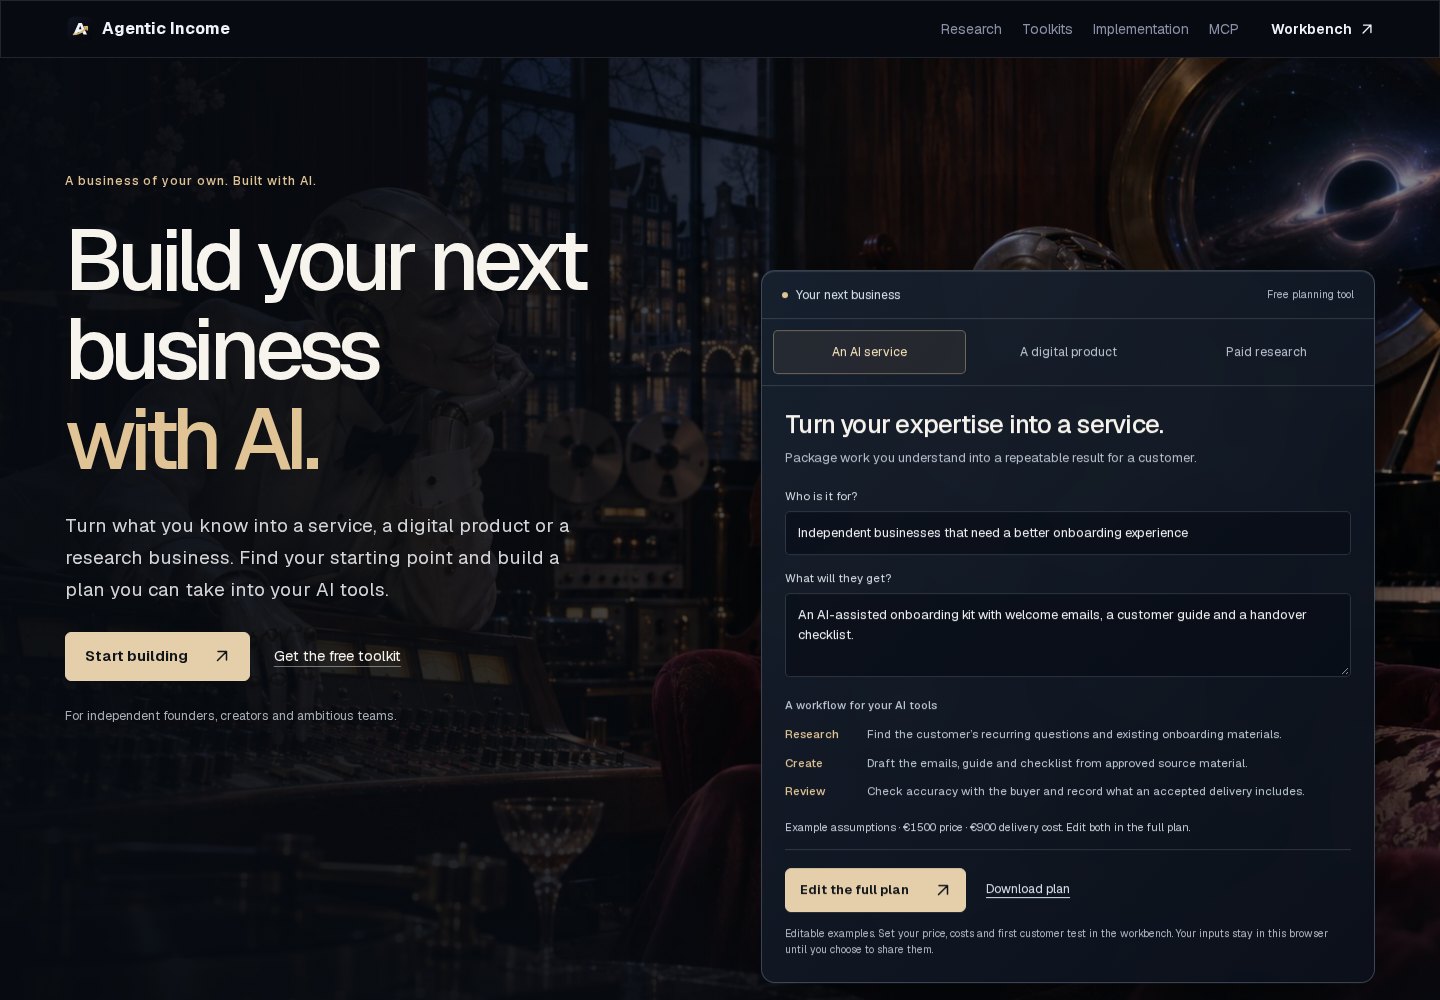 Agentic Income
Research
Toolkits
Implementation
MCP
Workbench
A business of your own. Built with AI.
Build your next
business
with AI.
Turn what you know into a service, a digital product or a
research business. Find your starting point and build a
plan you can take into your AI tools.
Start building
Get the free toolkit
For independent founders, creators and ambitious teams.
Your next business
Free planning tool
An AI service
A digital product
Paid research
Turn your expertise into a service.
Package work you understand into a repeatable result for a customer.
Who is it for?
Independent businesses that need a better onboarding experience
What will they get?
An AI-assisted onboarding kit with welcome emails, a customer guide and a handover
checklist.
A workflow for your AI tools
Research
Find the customer's recurring questions and existing onboarding materials.
Create
Draft the emails, guide and checklist from approved source material.
Review
Check accuracy with the buyer and record what an accepted delivery includes.
Example assumptions · €1500 price · €900 delivery cost. Edit both in the full plan.
Edit the full plan
Download plan
Editable examples. Set your price, costs and first customer test in the workbench. Your inputs stay in this browser
until you choose to share them.